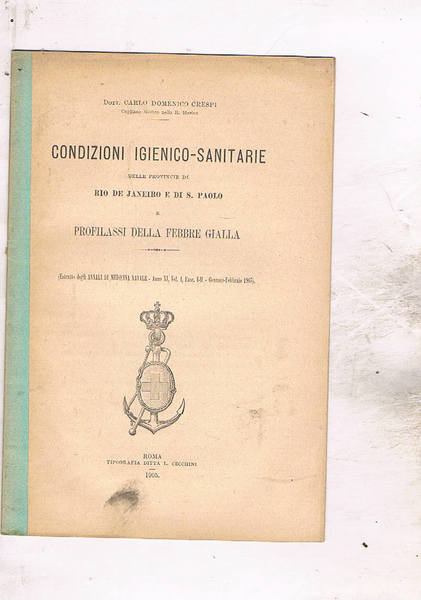 Dott. CARLO DOMENICO CRESPI
Capitano Medico nella R. Marina
CONDIZIONI IGIENICO-SANITARIE
DELLE PROVINCIE DI
RIO DE JANEIRO E DI S. PAOLO
E
PROFILASSI DELLA FEBBRE GIALLA
(Estratto dagli ANNALI DI MEDICINA NAVALE - Anno XI, Vol. I, Fasc. I-II - Gennaio-Febbraio 1905).
ROMA
TIPOGRAFIA DITTA L. CECCHINI
1905.